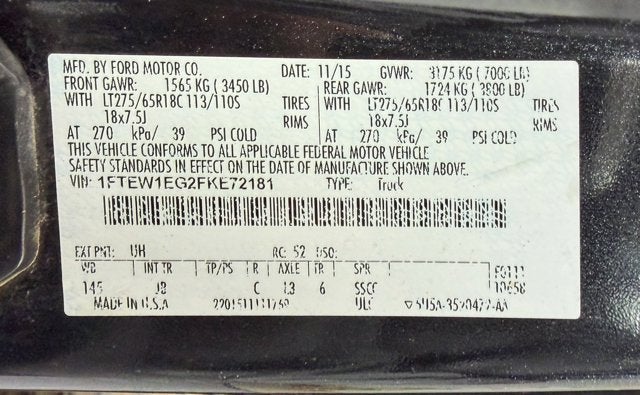 MFD. BY FORD MOTOR CO. DATE: 11/15 GVWR: 3175 KG ( 7000 LB)
FRONT GAWR: 1565 KG ( 3450 LB) REAR GAWR: 1724 KG ( 3800 LB)
WITH LT275/65R18C 113/110S TIRES WITH LT275/65R18C 113/110S TIRES
18x7.5J RIMS 18x7.5J RIMS
AT 270 kPa/ 39 PSI COLD AT 270 kPa/ 39 PSI COLD
THIS VEHICLE CONFORMS TO ALL APPLICABLE FEDERAL MOTOR VEHICLE
SAFETY STANDARDS IN EFFECT ON THE DATE OF MANUFACTURE SHOWN ABOVE.
VIN: 1FTEW1EG2FKE72181 TYPE: Truck
EXT PNT: UH RC: 52 DSO:
WB INT TR TP/PS R AXLE TR SPR
145 JB C L3 6
MADE IN U.S.A